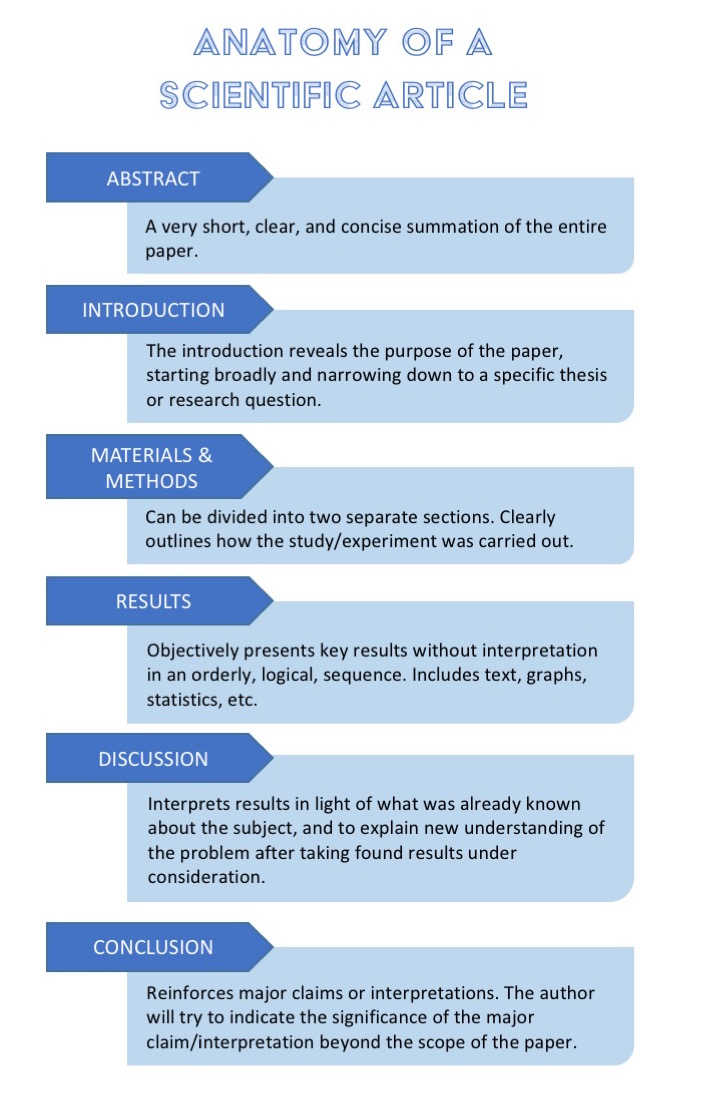 ANATOMY OF A
SCIENTIFIC ARTICLE
ABSTRACT
A very short, clear, and concise summation of the entire
paper.
INTRODUCTION
The introduction reveals the purpose of the paper,
starting broadly and narrowing down to a specific thesis
or research question.
MATERIALS &
METHODS
Can be divided into two separate sections. Clearly
outlines how the study/experiment was carried out.
RESULTS
Objectively presents key results without interpretation
in an orderly, logical, sequence. Includes text, graphs,
statistics, etc.
DISCUSSION
Interprets results in light of what was already known
about the subject, and to explain new understanding of
the problem after taking found results under
consideration.
CONCLUSION
Reinforces major claims or interpretations. The author
will try to indicate the significance of the major
claim/interpretation beyond the scope of the paper.